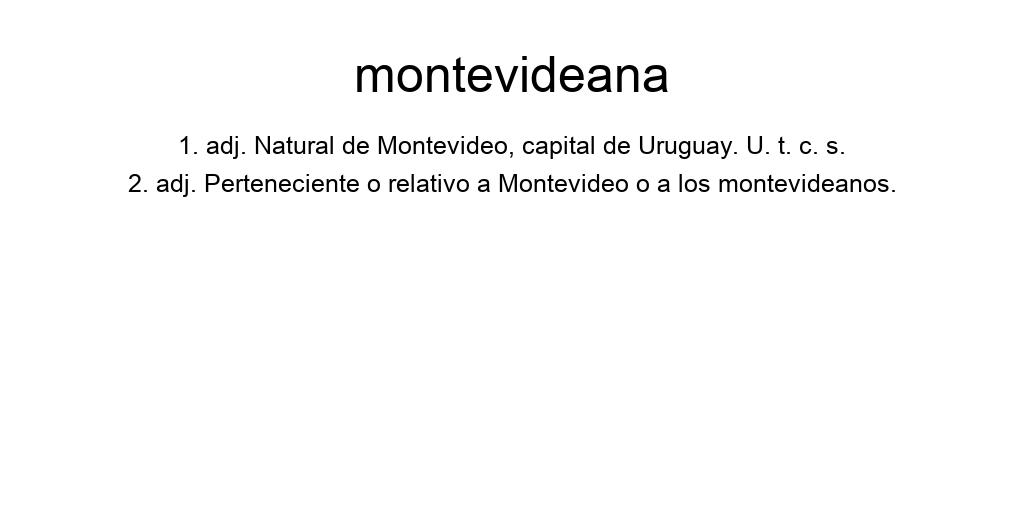 montevideana
1. adj. Natural de Montevideo, capital de Uruguay. U. t. c. s.
2. adj. Perteneciente o relativo a Montevideo o a los montevideanos.